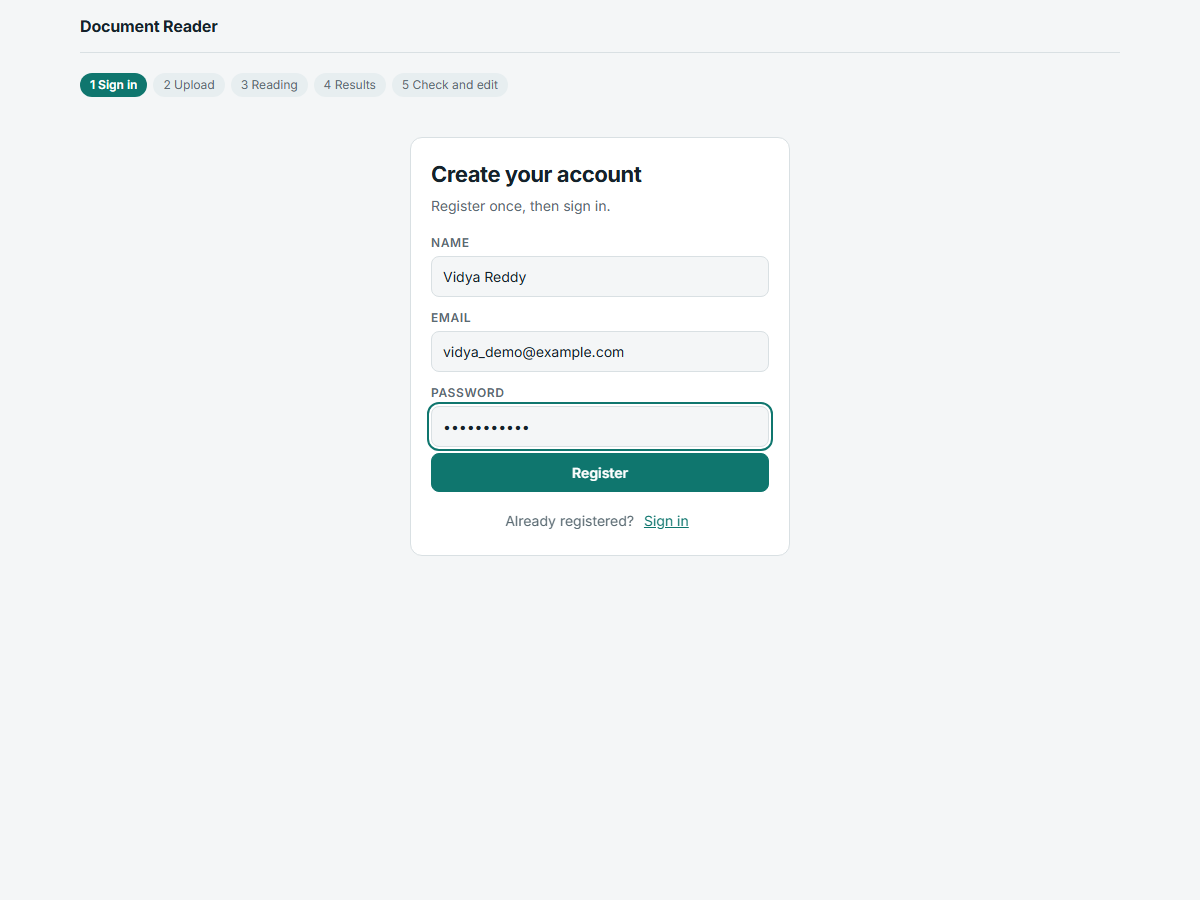 Document Reader
1 Sign in 2 Upload 3 Reading 4 Results 5 Check and edit
Create your account
Register once, then sign in.
NAME
Vidya Reddy
EMAIL
vidya_demo@example.com
PASSWORD
•••••••••••
Register
Already registered? Sign in